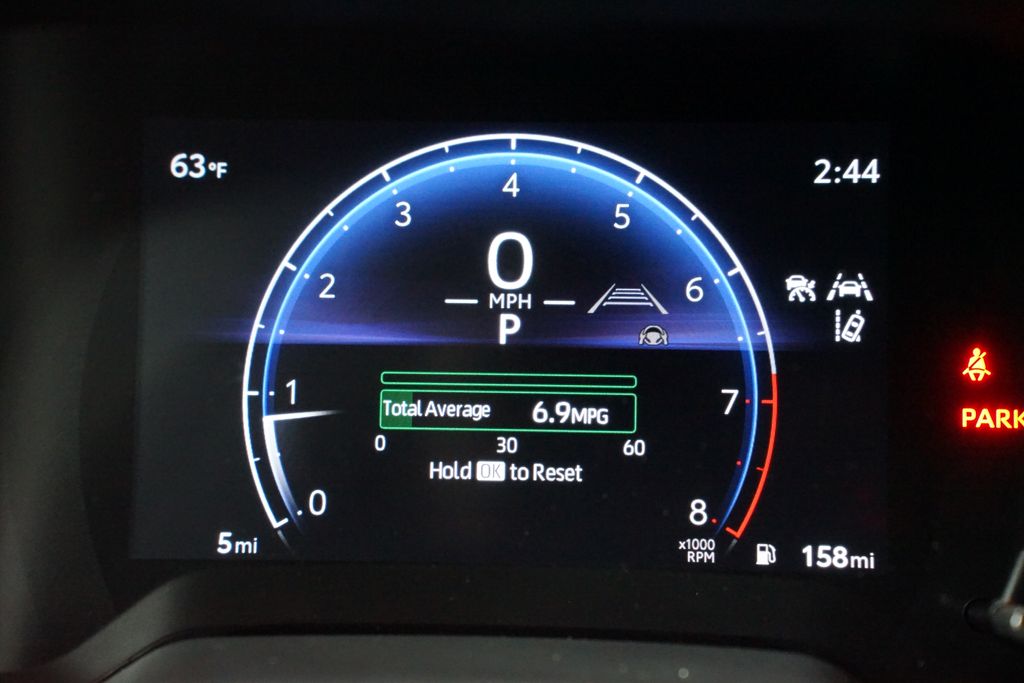 63°F
2:44
4
3
5
0
2
6
MPH
P
1
7
Total Average 6.9MPG
PARK
0 30 60
Hold OK to Reset
0
8
x1000
RPM
5mi
158mi